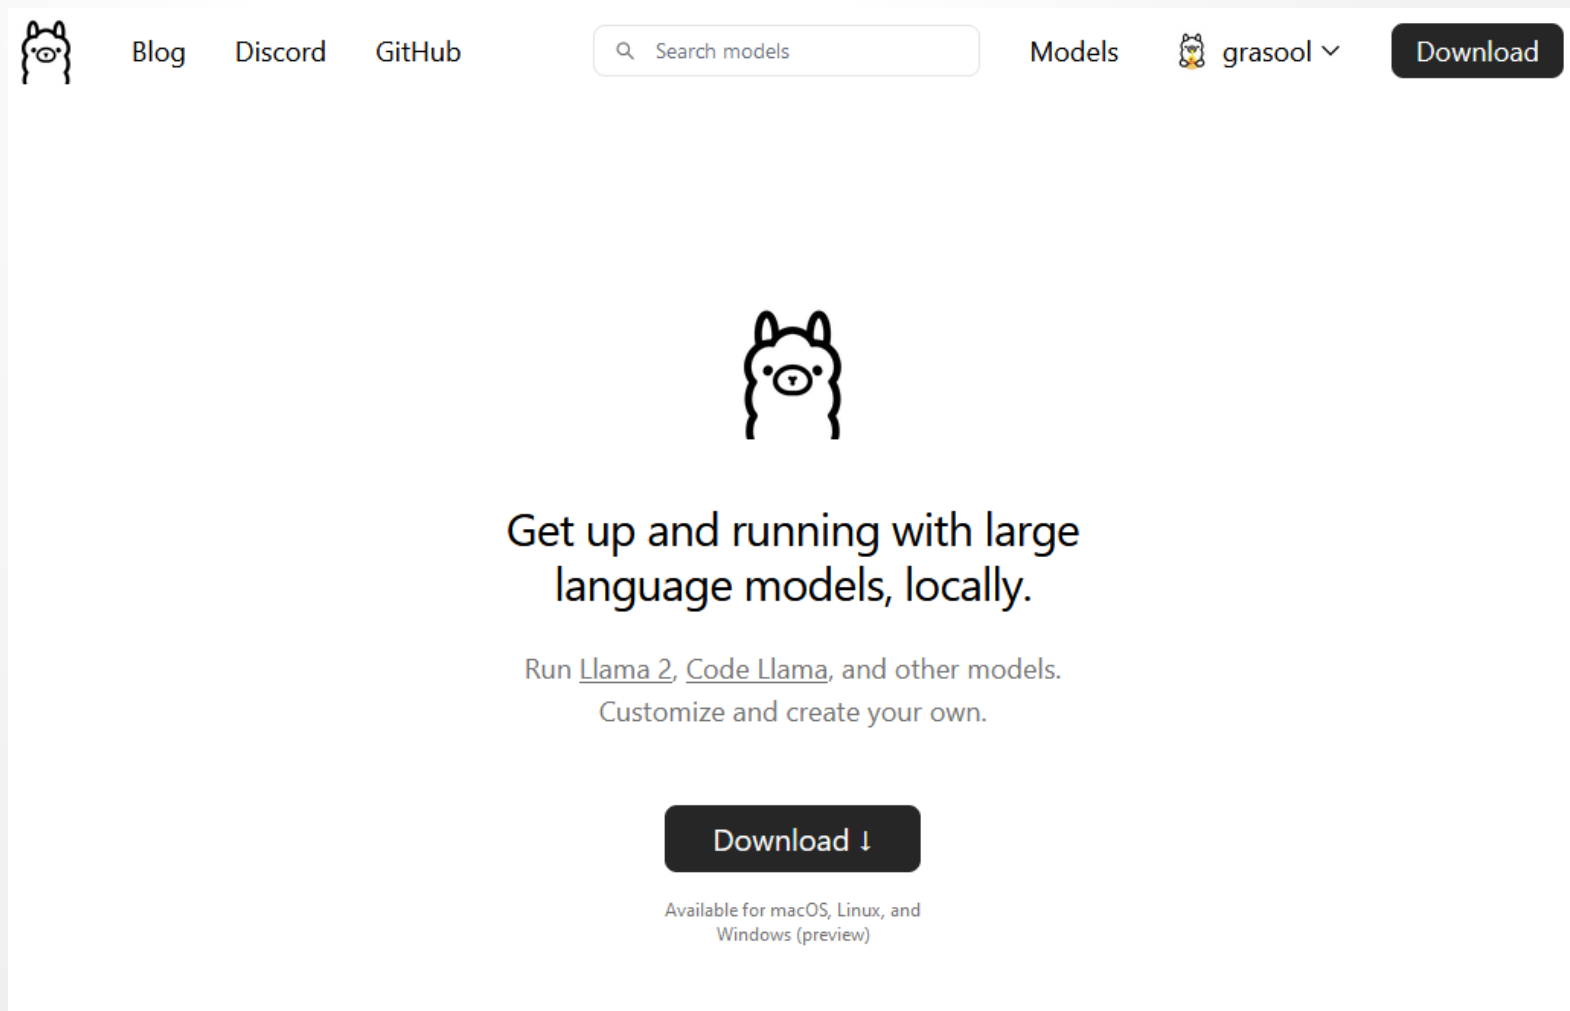 Blog Discord GitHub Search models Models grasool Download
Get up and running with large
language models, locally.
Run Llama 2, Code Llama, and other models.
Customize and create your own.
Download ↓
Available for macOS, Linux, and
Windows (preview)